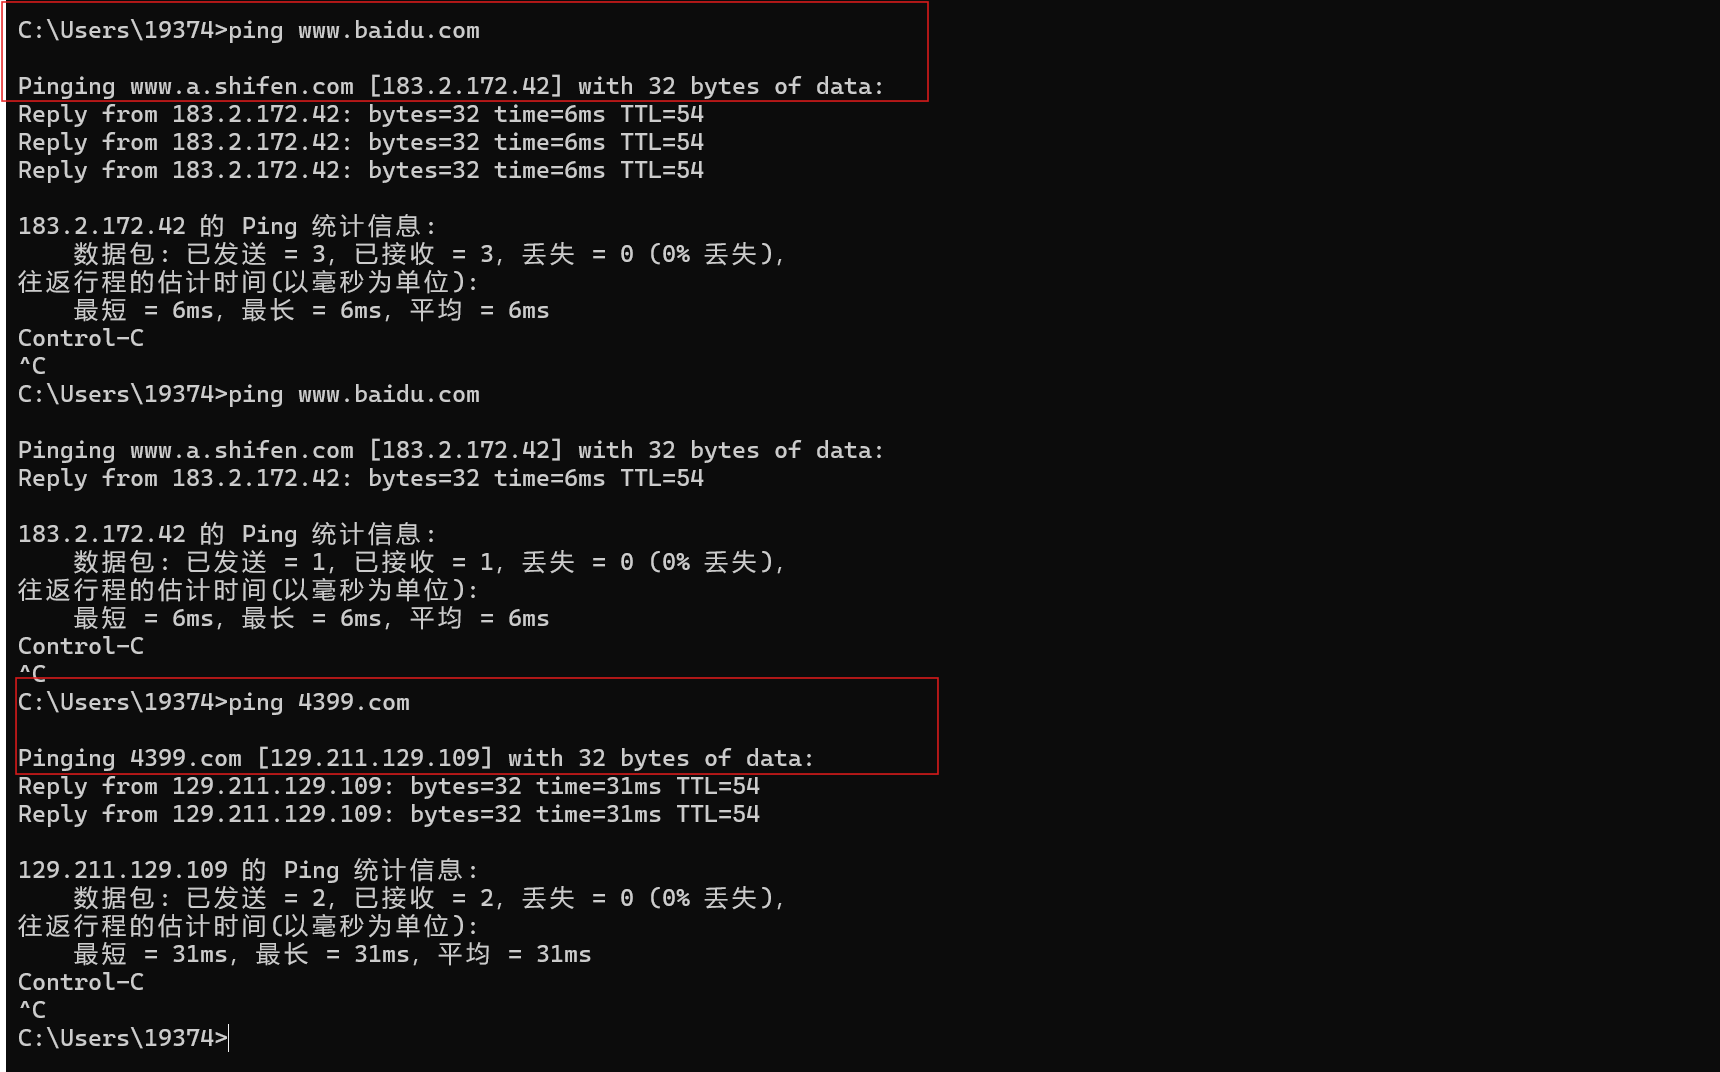 C:\Users\19374>ping www.baidu.com
Pinging www.a.shifen.com [183.2.172.42] with 32 bytes of data:
Reply from 183.2.172.42: bytes=32 time=6ms TTL=54
Reply from 183.2.172.42: bytes=32 time=6ms TTL=54
Reply from 183.2.172.42: bytes=32 time=6ms TTL=54
183.2.172.42 的 Ping 统计信息:
    数据包: 已发送 = 3, 已接收 = 3, 丢失 = 0 (0% 丢失),
往返行程的估计时间(以毫秒为单位):
    最短 = 6ms, 最长 = 6ms, 平均 = 6ms
Control-C
^C
C:\Users\19374>ping www.baidu.com
Pinging www.a.shifen.com [183.2.172.42] with 32 bytes of data:
Reply from 183.2.172.42: bytes=32 time=6ms TTL=54
183.2.172.42 的 Ping 统计信息:
    数据包: 已发送 = 1, 已接收 = 1, 丢失 = 0 (0% 丢失),
往返行程的估计时间(以毫秒为单位):
    最短 = 6ms, 最长 = 6ms, 平均 = 6ms
Control-C
^C
C:\Users\19374>ping 4399.com
Pinging 4399.com [129.211.129.109] with 32 bytes of data:
Reply from 129.211.129.109: bytes=32 time=31ms TTL=54
Reply from 129.211.129.109: bytes=32 time=31ms TTL=54
129.211.129.109 的 Ping 统计信息:
    数据包: 已发送 = 2, 已接收 = 2, 丢失 = 0 (0% 丢失),
往返行程的估计时间(以毫秒为单位):
    最短 = 31ms, 最长 = 31ms, 平均 = 31ms
Control-C
^C
C:\Users\19374>